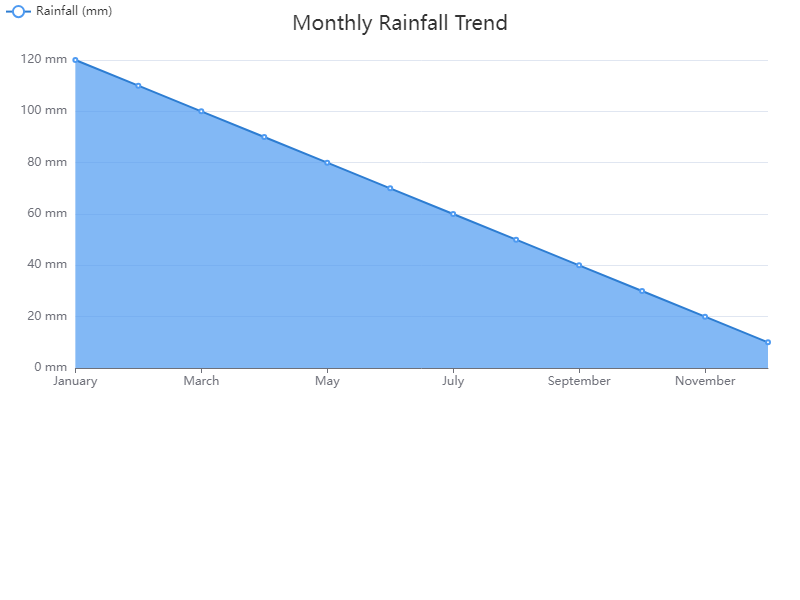 Rainfall (mm)
Monthly Rainfall Trend
120 mm
100 mm
80 mm
60 mm
40 mm
20 mm
0 mm
January March May July September November